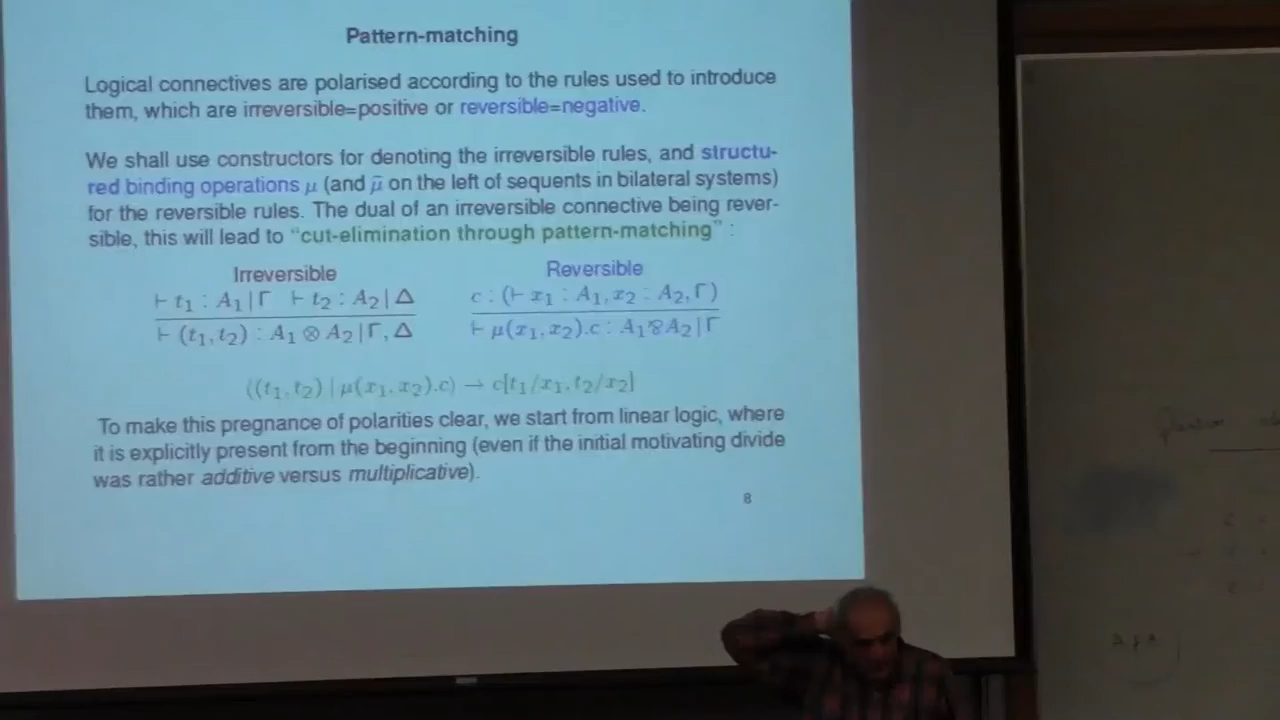 Pattern-matching
Logical connectives are polarised according to the rules used to introduce
them, which are irreversible=positive or reversible=negative.
We shall use constructors for denoting the irreversible rules, and structu-
red binding operations μ (and μ̃ on the left of sequents in bilateral systems)
for the reversible rules. The dual of an irreversible connective being rever-
sible, this will lead to “cut-elimination through pattern-matching” :
Irreversible Reversible
⊢ t₁ : A₁ | Γ ⊢ t₂ : A₂ | Δ c : (⊢ x₁ : A₁, x₂ : A₂, Γ)
⊢ (t₁, t₂) : A₁ ⊗ A₂ | Γ, Δ ⊢ μ(x₁, x₂).c : A₁⅋A₂ | Γ
⟨(t₁, t₂) | μ(x₁, x₂).c⟩ → c[t₁/x₁, t₂/x₂]
To make this pregnance of polarities clear, we start from linear logic, where
it is explicitly present from the beginning (even if the initial motivating divide
was rather additive versus multiplicative).
8